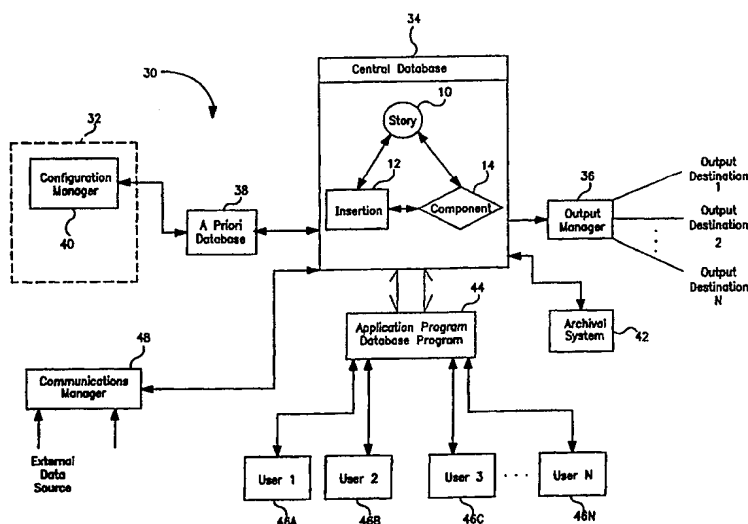 34
Central Database
30
10
Story
32
12
14
Configuration
Manager
40
38
A Priori
Database
Insertion
Component
36
Output
Manager
Output
Destination
1
Output
Destination
2
Output
Destination
N
44
Application Program
Database Program
Archival
System
42
48
Communications
Manager
External
Data
Source
User 1
User 2
User 3
User N
46A
46B
46C
46N